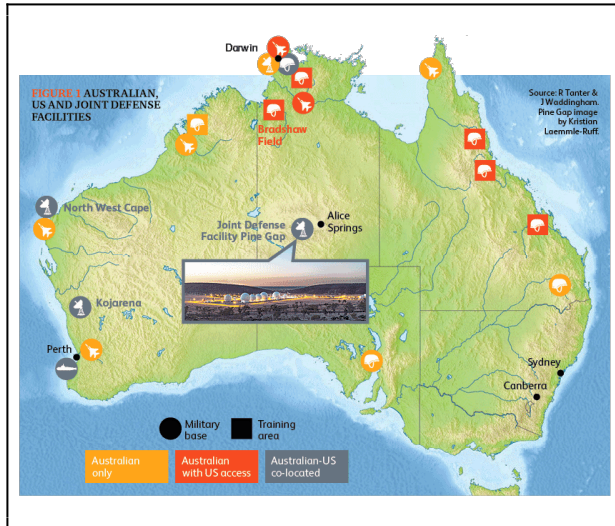 Darwin
FIGURE 1 AUSTRALIAN,
US AND JOINT DEFENSE
FACILITIES
Source: R Tanter &
J Waddingham.
Pine Gap image
by Kristian
Laemmle-Ruff.
Bradshaw
Field
North West Cape
Joint Defense
Facility Pine Gap
Alice
Springs
Kojarena
Perth
Sydney
Canberra
Military
base
Training
area
Australian
only
Australian
with US access
Australian-US
co-located